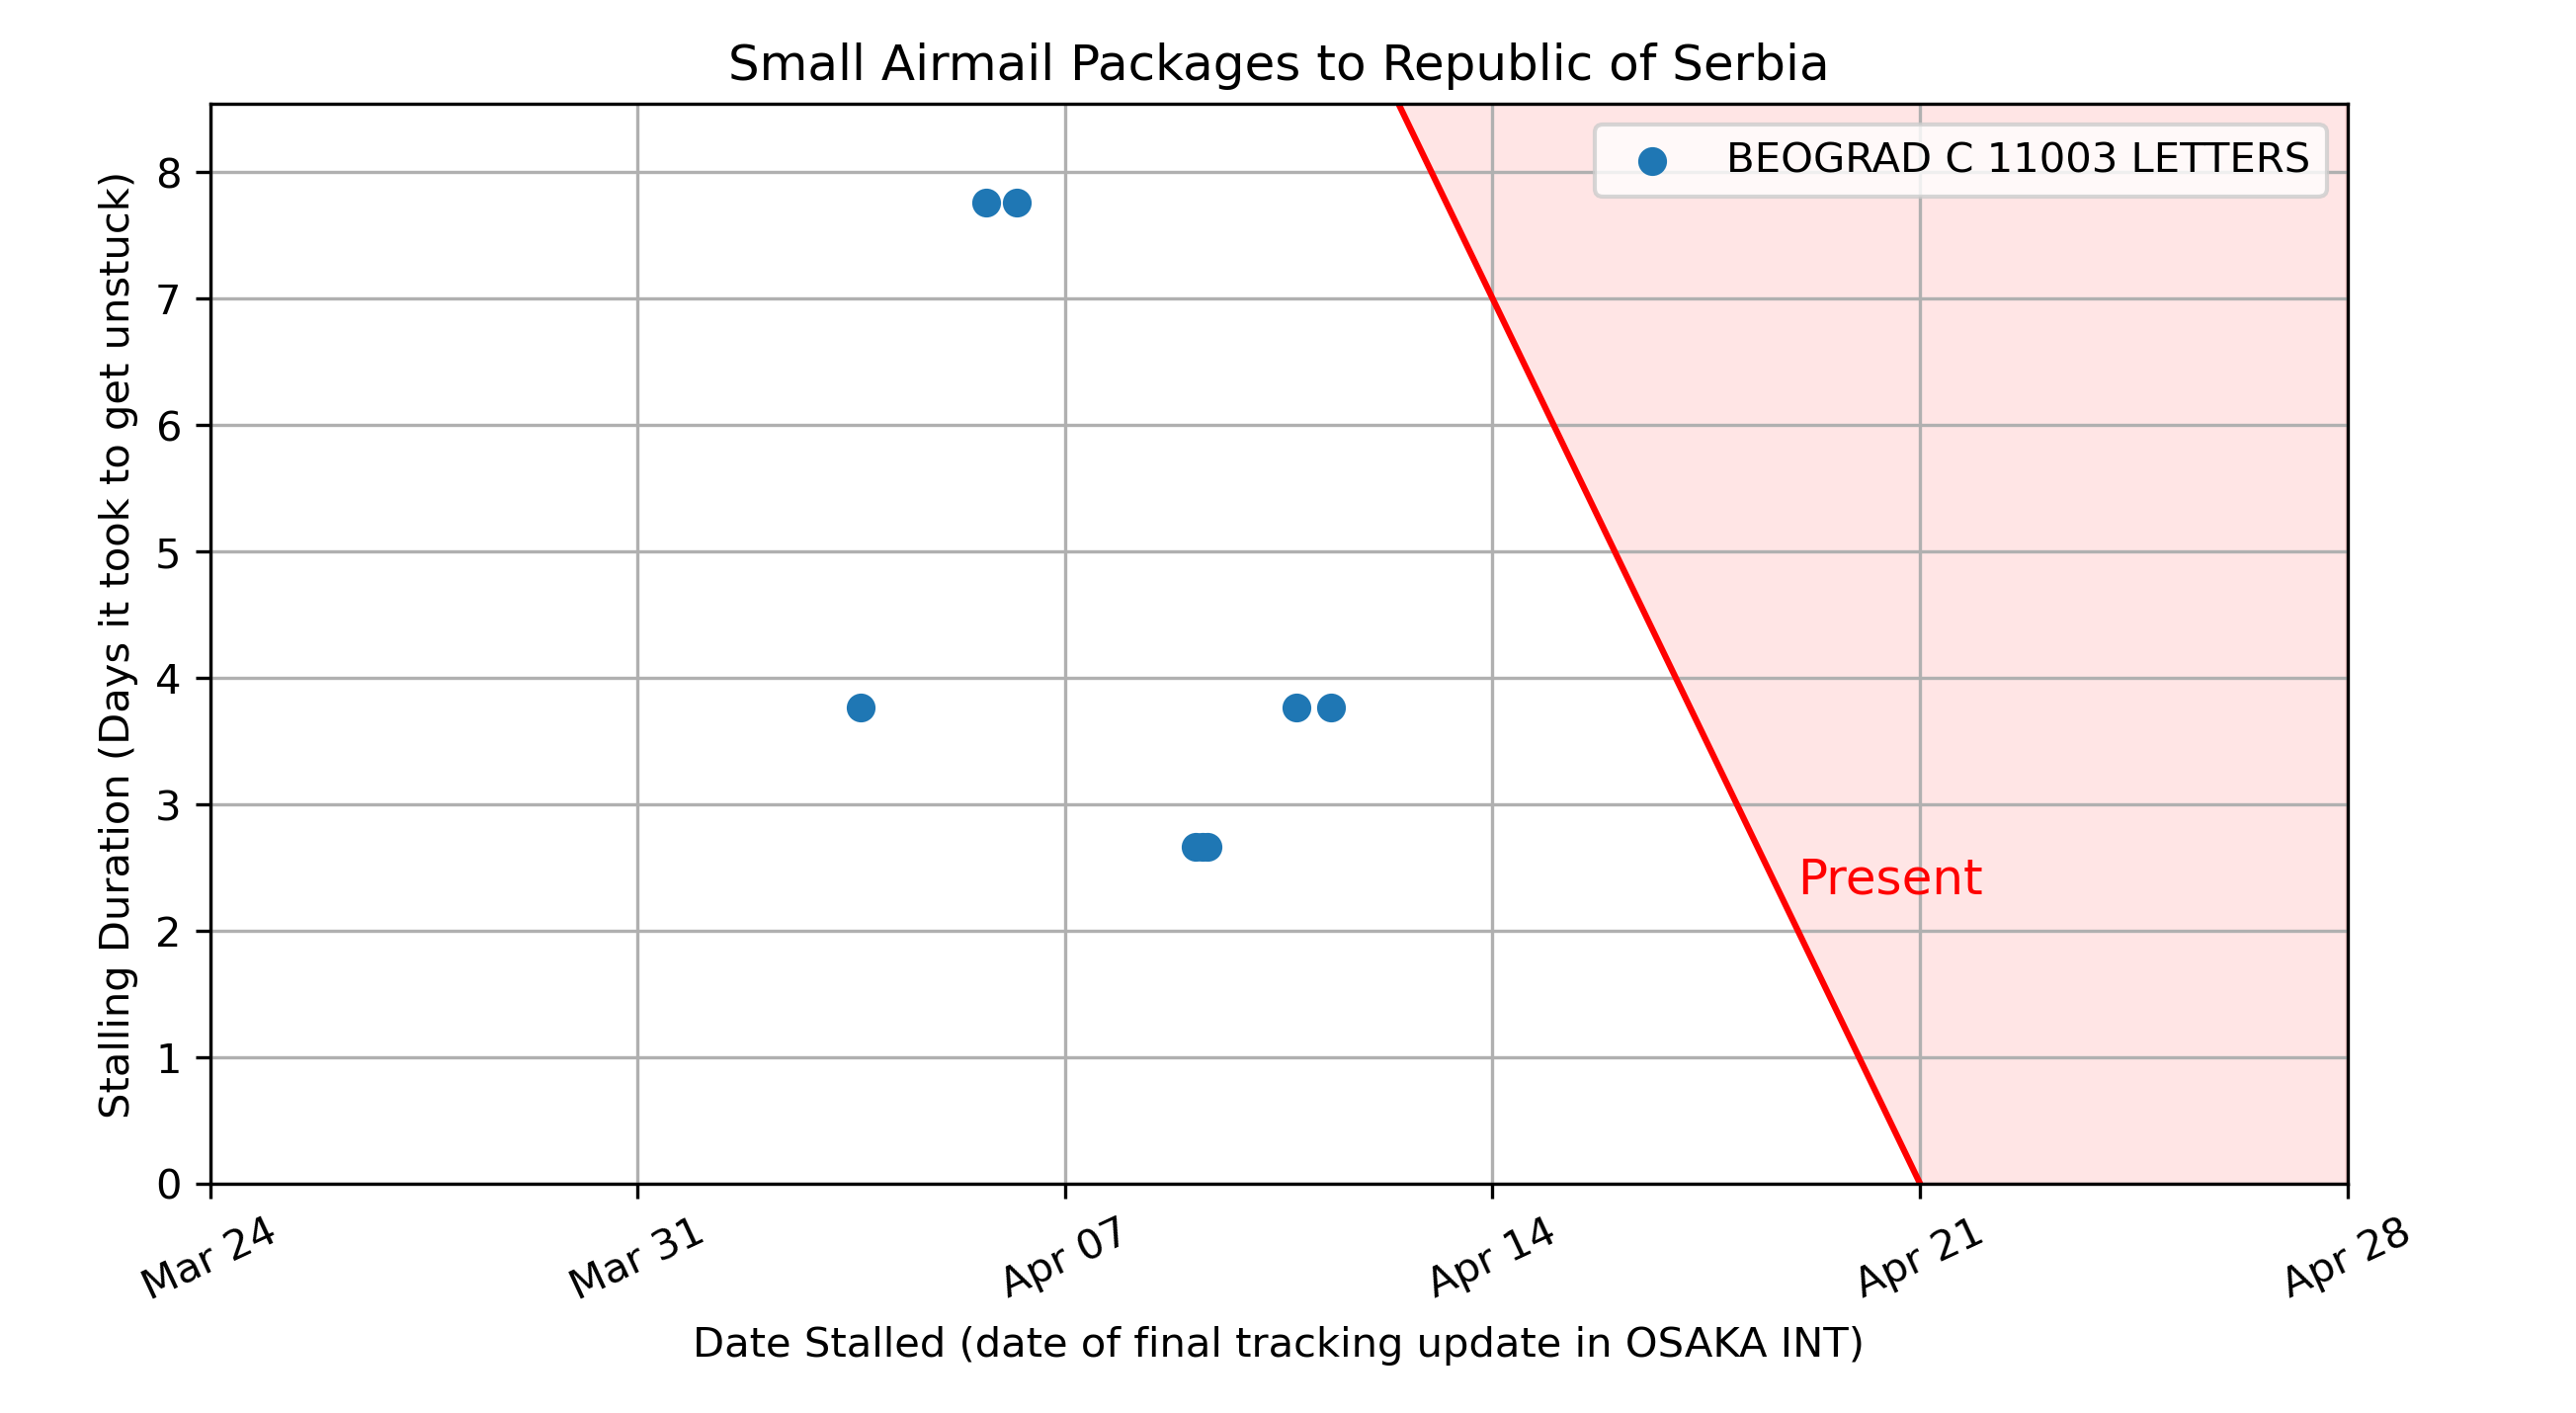 Small Airmail Packages to Republic of Serbia
BEOGRAD C 11003 LETTERS
Stalling Duration (Days it took to get unstuck)
8
7
6
5
4
3
2
1
0
Present
Mar 24
Mar 31
Apr 07
Apr 14
Apr 21
Apr 28
Date Stalled (date of final tracking update in OSAKA INT)